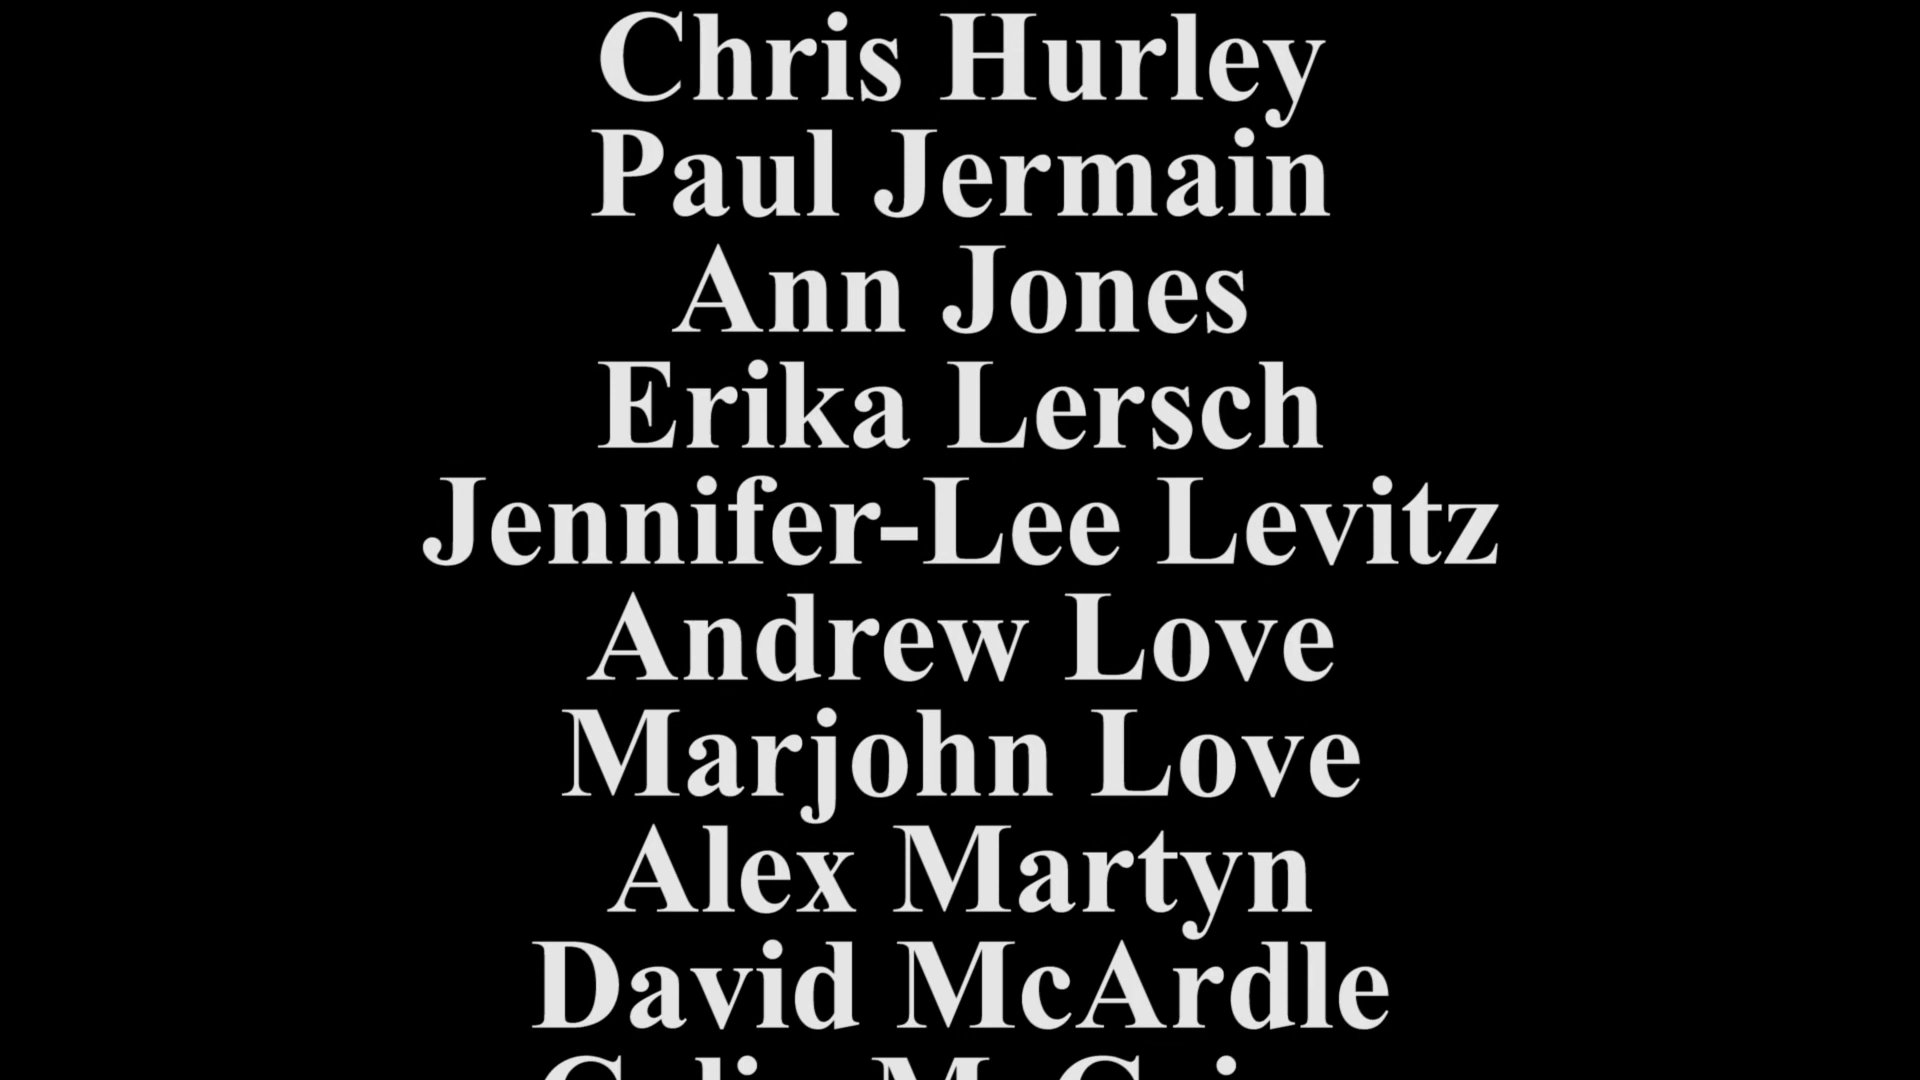 Chris Hurley
Paul Jermain
Ann Jones
Erika Lersch
Jennifer-Lee Levitz
Andrew Love
Marjohn Love
Alex Martyn
David McArdle